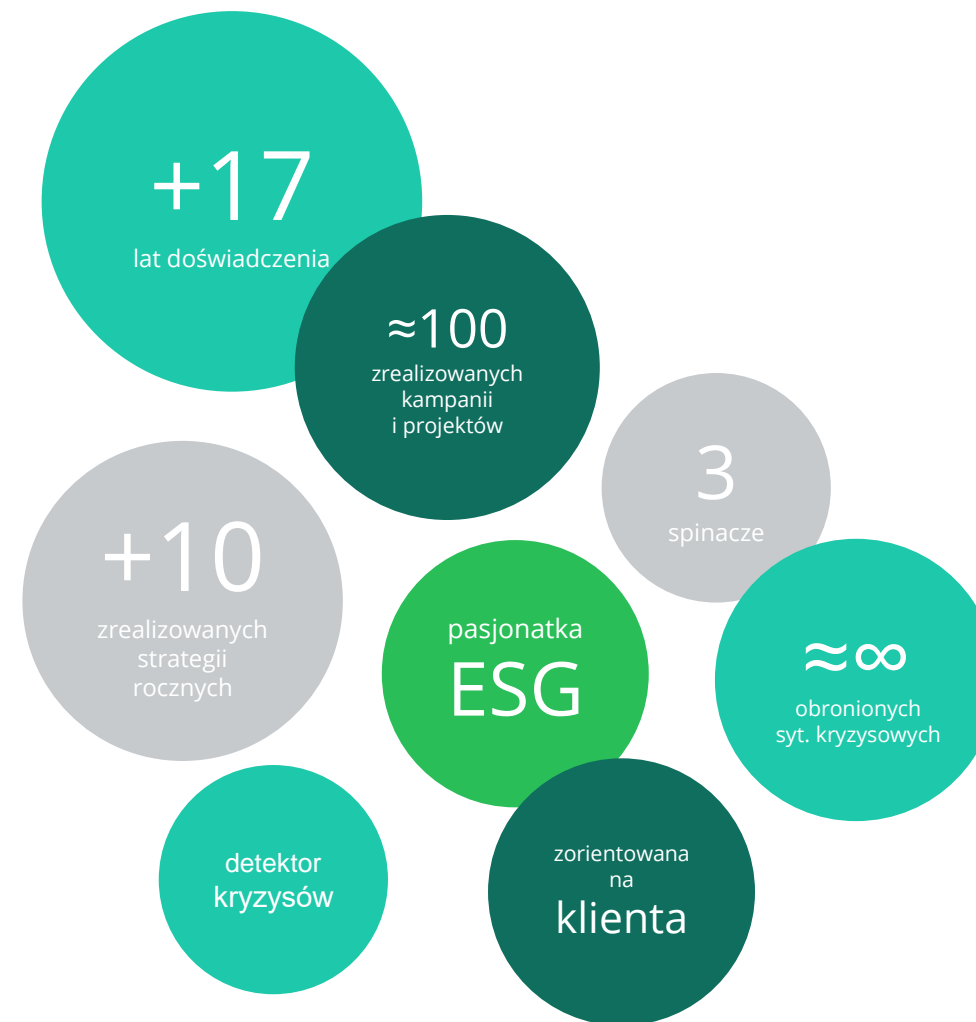 +17
lat doświadczenia
≈100
zrealizowanych
kampanii
i projektów
3
spinacze
+10
zrealizowanych
strategii
rocznych
pasjonatka
ESG
≈∞
obronionych
syt. kryzysowych
detektor
kryzysów
zorientowana
na
klienta